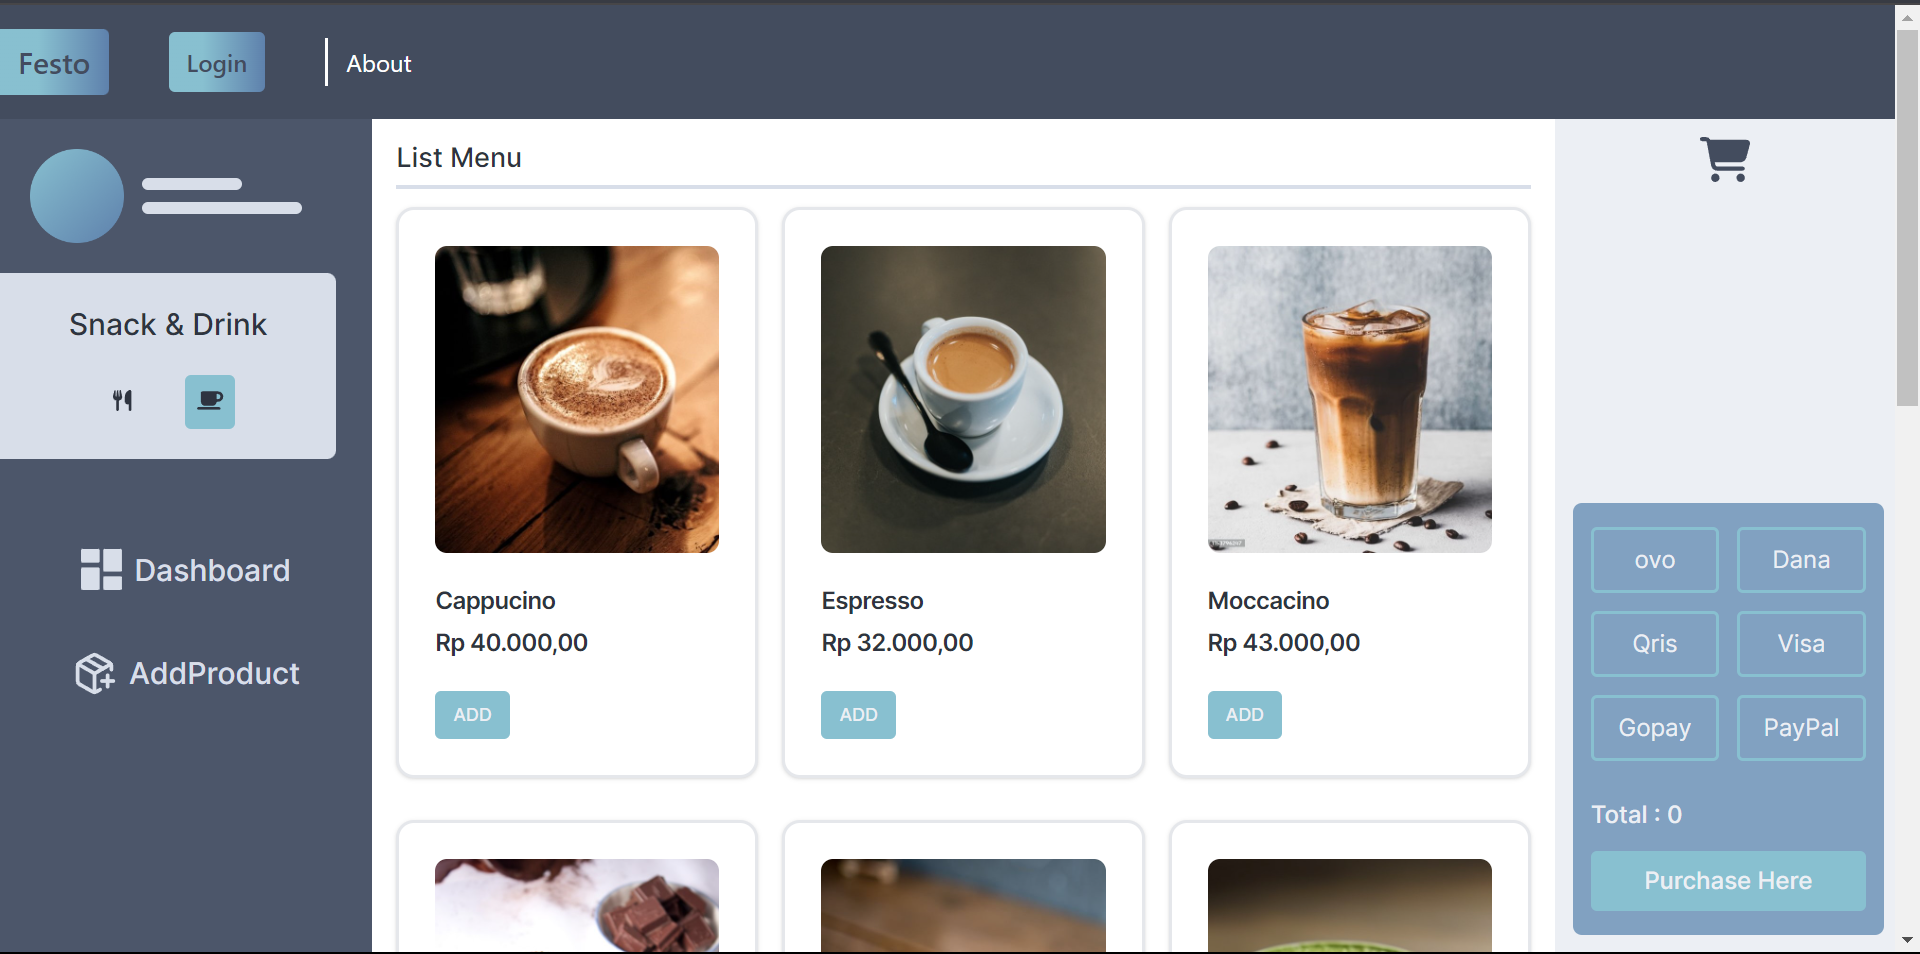 Festo
Login
About
Snack & Drink
Dashboard
AddProduct
List Menu
Cappucino
Rp 40.000,00
ADD
Espresso
Rp 32.000,00
ADD
Moccacino
Rp 43.000,00
ADD
ovo
Dana
Qris
Visa
Gopay
PayPal
Total : 0
Purchase Here